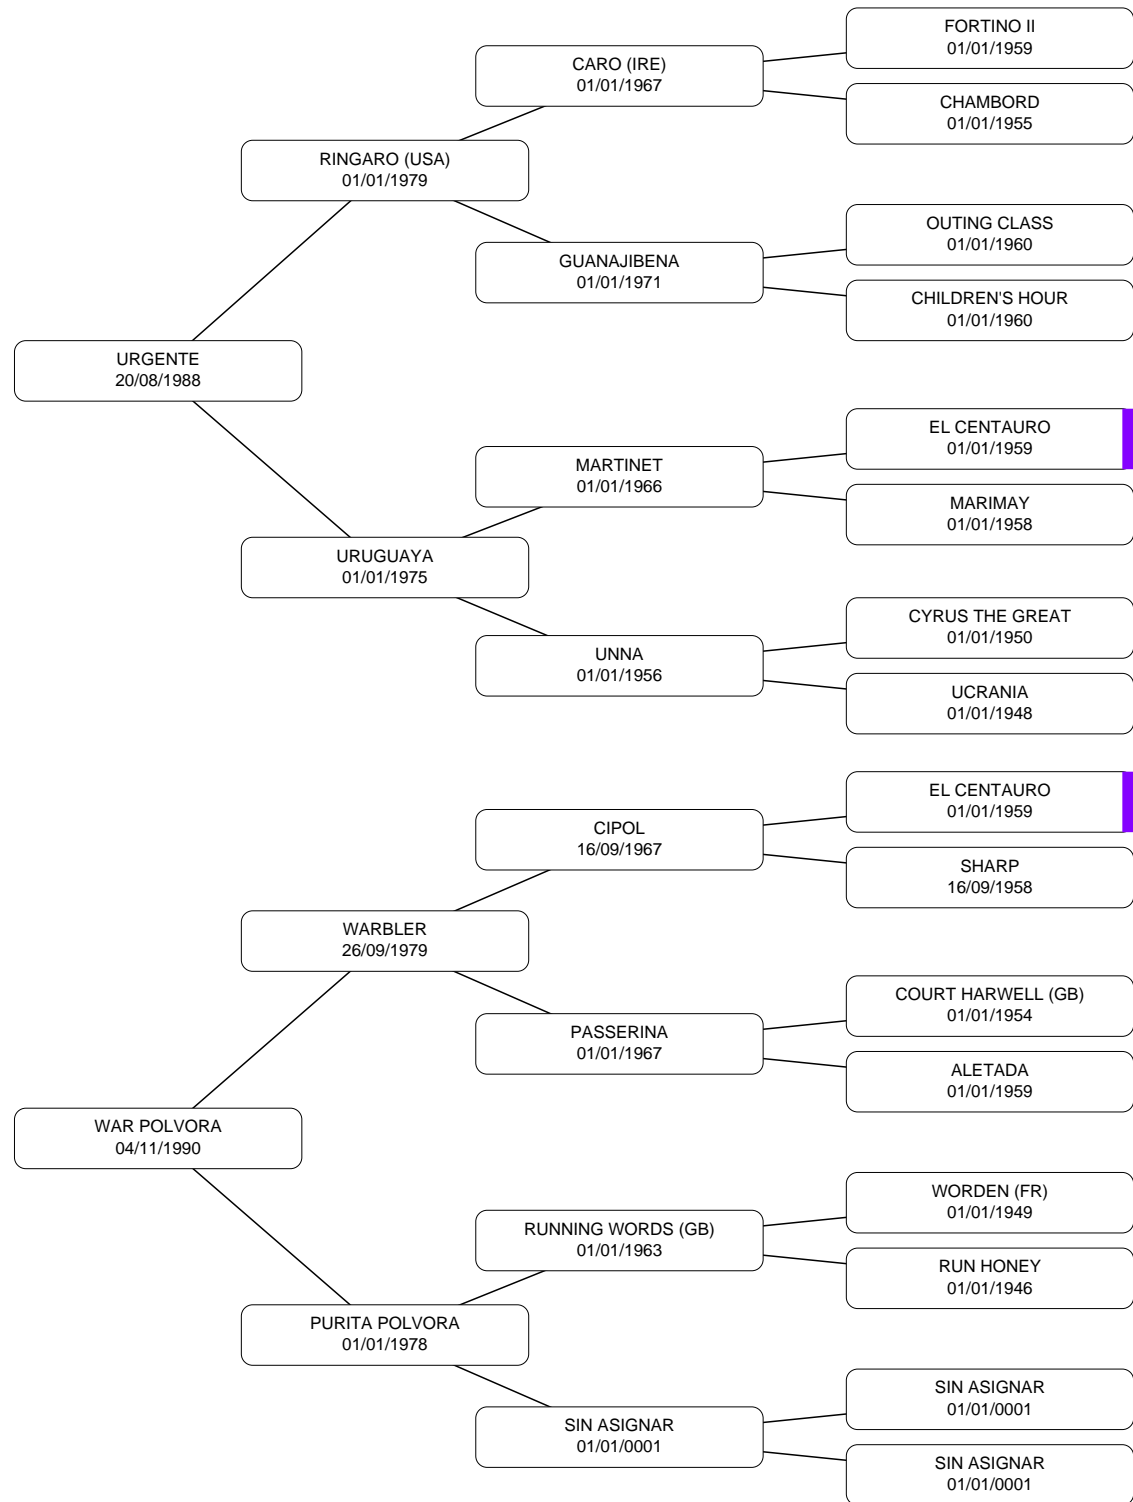 FORTINO II
01/01/1959
CARO (IRE)
01/01/1967
CHAMBORD
01/01/1955
RINGARO (USA)
01/01/1979
OUTING CLASS
01/01/1960
GUANAJIBENA
01/01/1971
CHILDREN'S HOUR
01/01/1960
URGENTE
20/08/1988
EL CENTAURO
01/01/1959
MARTINET
01/01/1966
MARIMAY
01/01/1958
URUGUAYA
01/01/1975
CYRUS THE GREAT
01/01/1950
UNNA
01/01/1956
UCRANIA
01/01/1948
EL CENTAURO
01/01/1959
CIPOL
16/09/1967
SHARP
16/09/1958
WARBLER
26/09/1979
COURT HARWELL (GB)
01/01/1954
PASSERINA
01/01/1967
ALETADA
01/01/1959
WAR POLVORA
04/11/1990
WORDEN (FR)
01/01/1949
RUNNING WORDS (GB)
01/01/1963
RUN HONEY
01/01/1946
PURITA POLVORA
01/01/1978
SIN ASIGNAR
01/01/0001
SIN ASIGNAR
01/01/0001
SIN ASIGNAR
01/01/0001